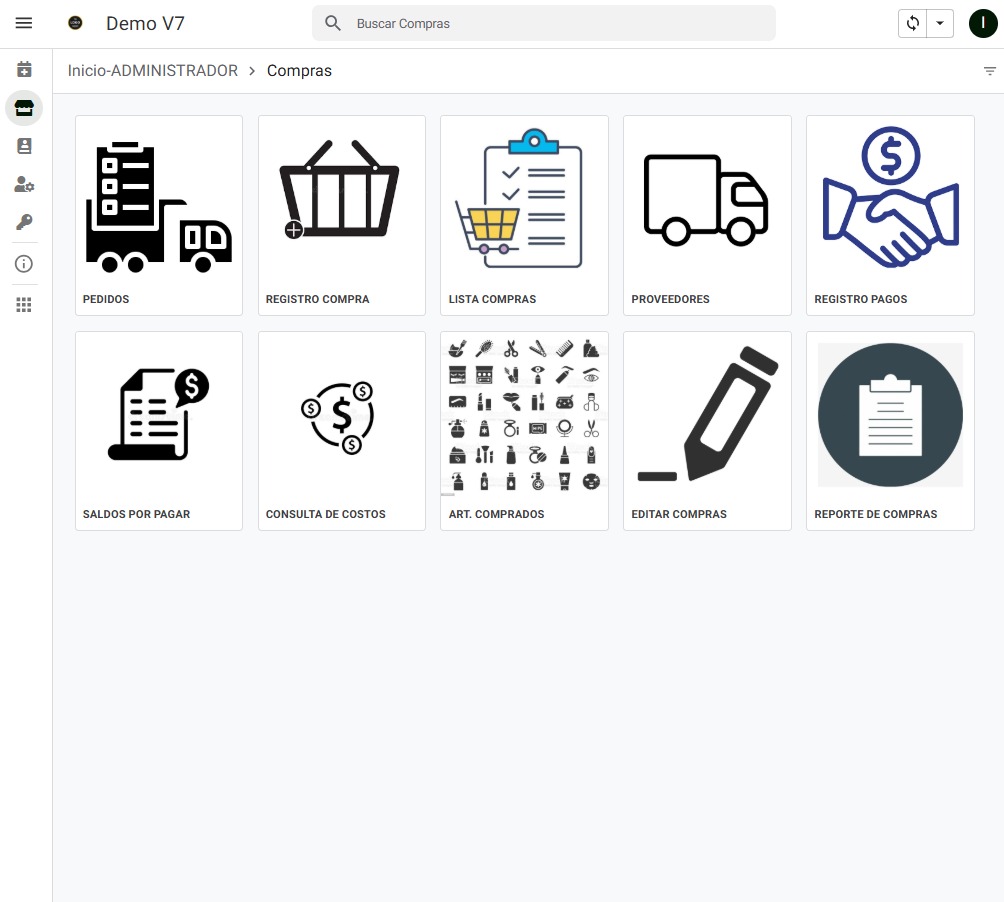 Demo V7
Buscar Compras
I
Inicio-ADMINISTRADOR > Compras
PEDIDOS
REGISTRO COMPRA
LISTA COMPRAS
PROVEEDORES
REGISTRO PAGOS
SALDOS POR PAGAR
CONSULTA DE COSTOS
ART. COMPRADOS
EDITAR COMPRAS
REPORTE DE COMPRAS